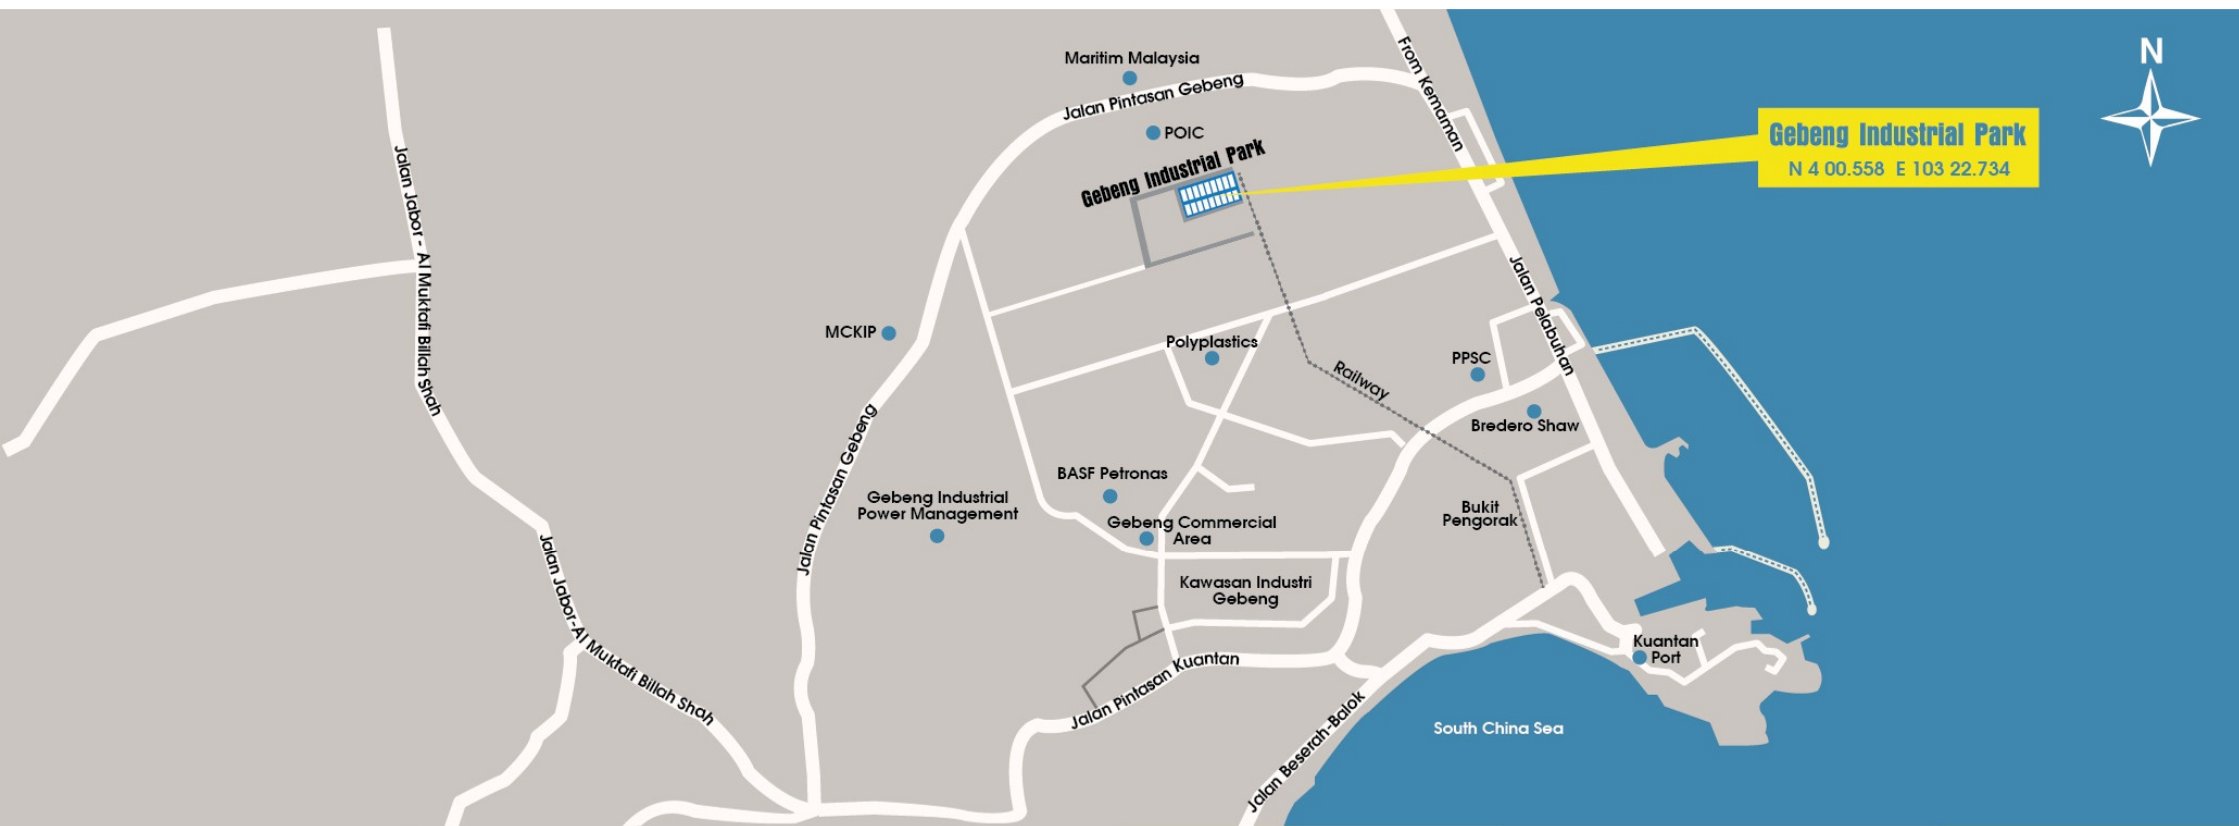 N
Maritim Malaysia
From Kemaman
Jalan Pintasan Gebeng
POIC
Gebeng Industrial Park
N 4 00.558 E 103 22.734
Gebeng Industrial Park
Jalan Jabor - Al Muktafi Billah Shah
Jalan Pelabuhan
MCKIP
Polyplastics
PPSC
Railway
Bredero Shaw
Jalan Pintasan Gebeng
BASF Petronas
Gebeng Industrial
Power Management
Gebeng Commercial
Area
Bukit
Pengorak
Kawasan Industri
Gebeng
Jalan Jabor-Al Muktafi Billah Shah
Kuantan
Port
Jalan Pintasan Kuantan
South China Sea
Jalan Beserah-Balok